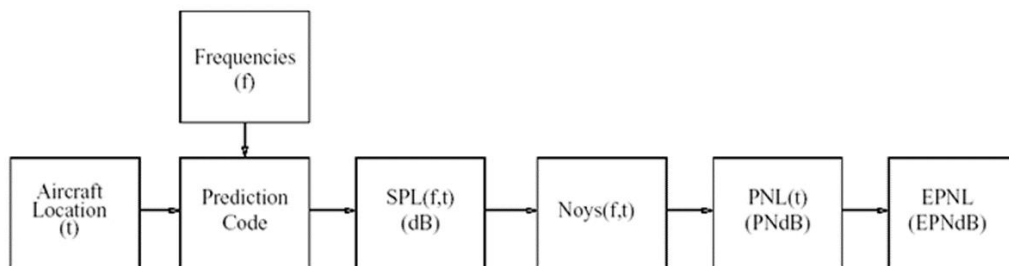 Frequencies
(f)
Aircraft
Location
(t)
Prediction
Code
SPL(f,t)
(dB)
Noys(f,t)
PNL(t)
(PNdB)
EPNL
(EPNdB)